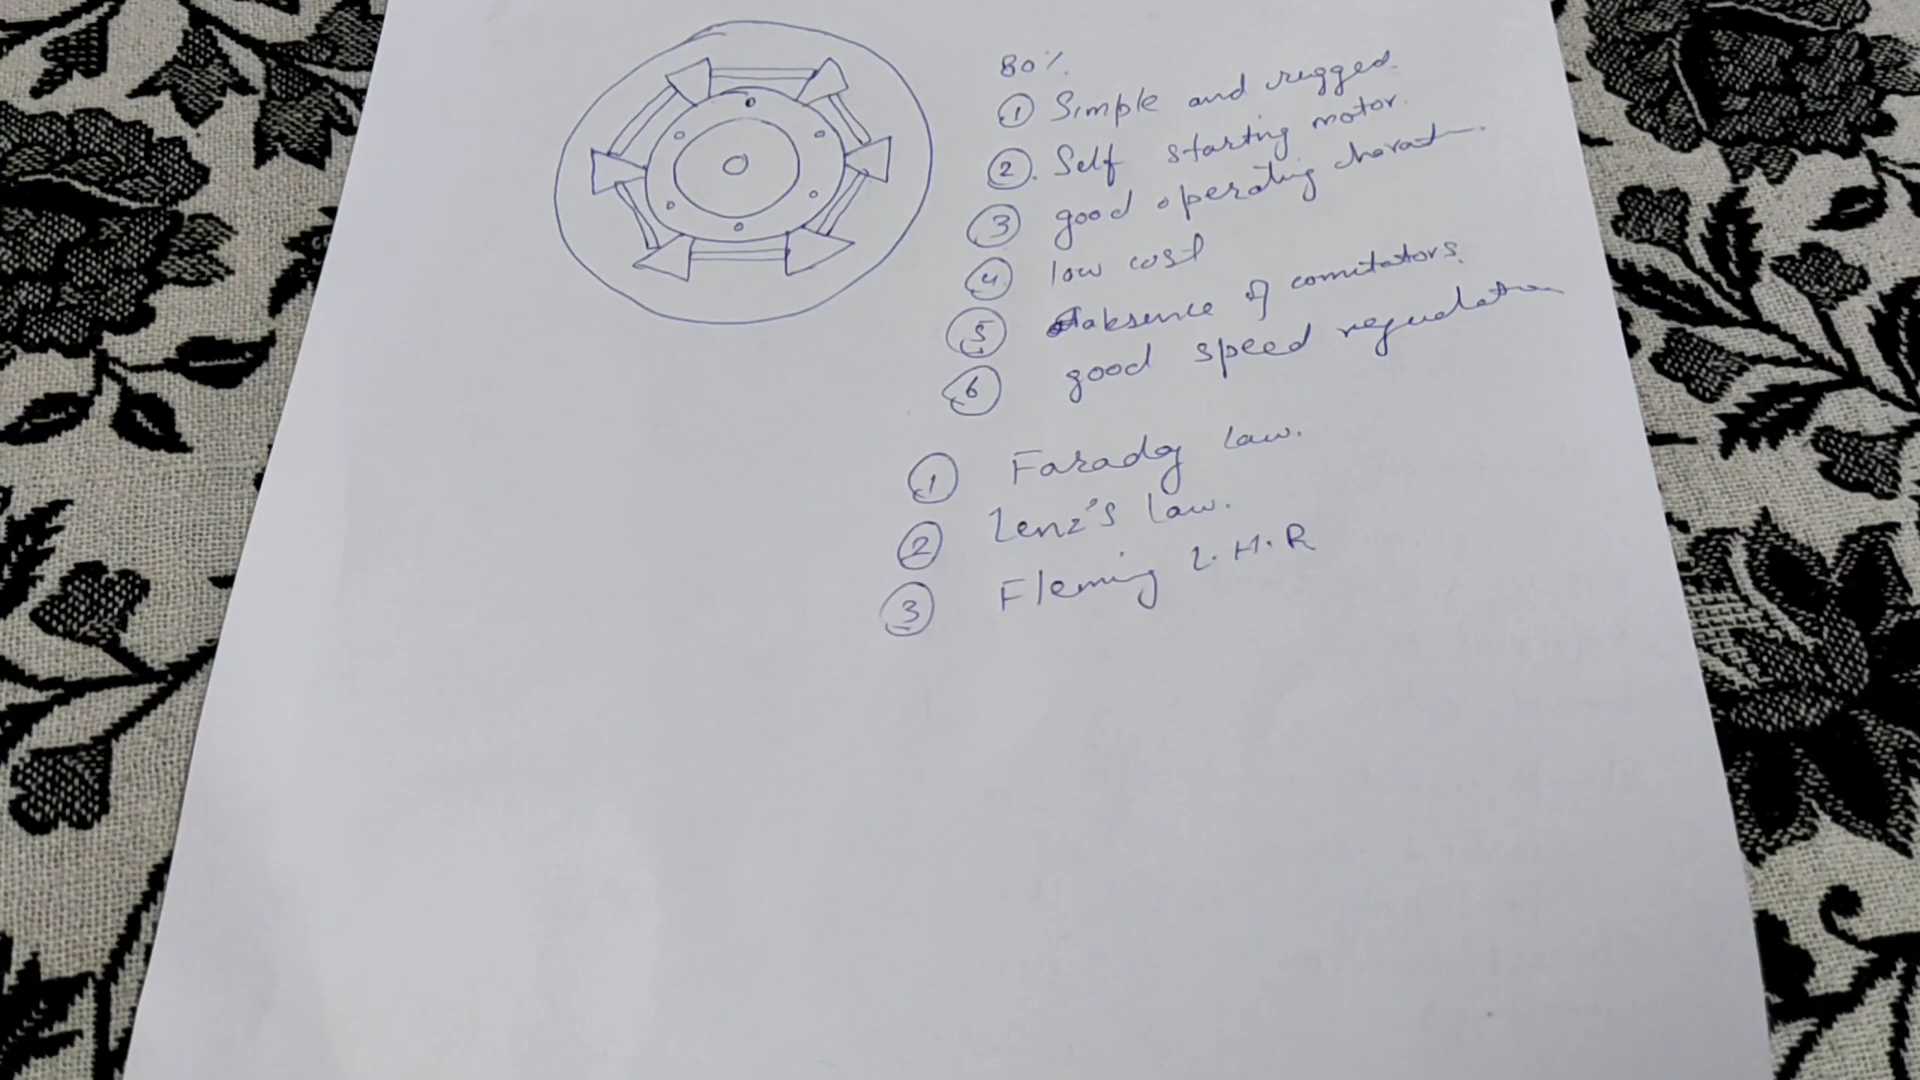 80%.
① Simple and rugged.
②. Self starting motor.
③ good operating charact
④ low cost
⑤ absence of comitators.
⑥ good speed regulation
① Faraday law.
② Lenz's law.
③ Fleming L.H.R